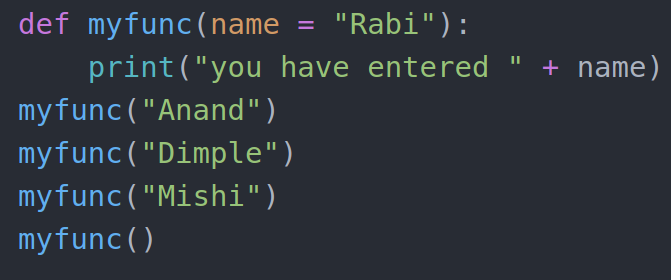 def myfunc(name = "Rabi"):
    print("you have entered " + name)
myfunc("Anand")
myfunc("Dimple")
myfunc("Mishi")
myfunc()